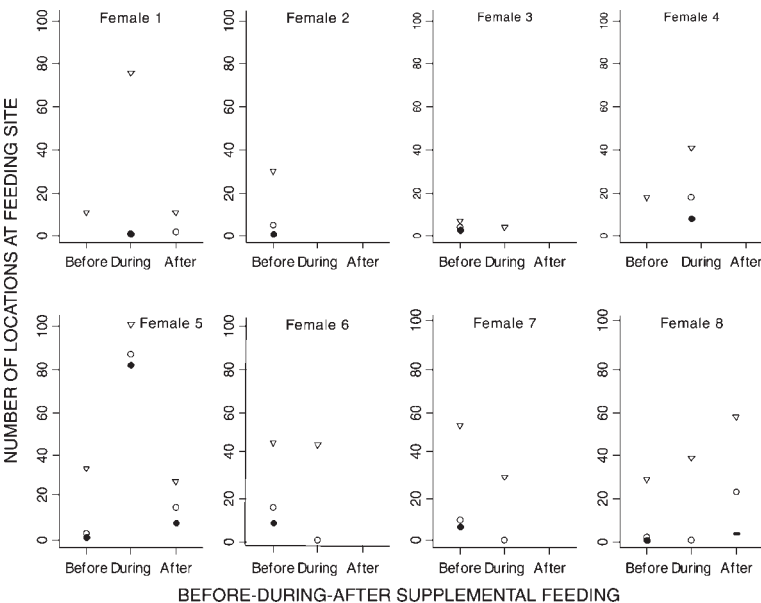 Female 1
Female 2
Female 3
Female 4
100
80
60
40
20
0
100
80
60
40
20
0
100
80
60
40
20
0
100
80
60
40
20
0
Before During After
Before During After
Before During After
Before During After
NUMBER OF LOCATIONS AT FEEDING SITE
Female 5
Female 6
Female 7
Female 8
100
80
60
40
20
0
100
80
60
40
20
0
100
80
60
40
20
0
100
80
60
40
20
0
Before During After
Before During After
Before During After
Before During After
BEFORE-DURING-AFTER SUPPLEMENTAL FEEDING